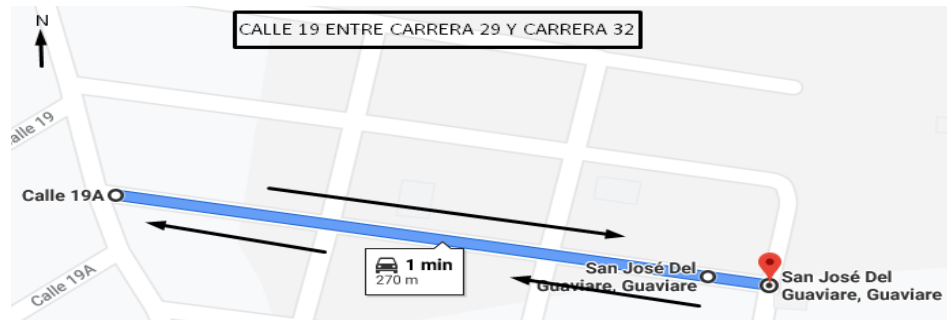 N
CALLE 19 ENTRE CARRERA 29 Y CARRERA 32
alle 19
Calle 19A
Calle 19A
1 min
270 m
San José Del
Guaviare, Guaviare
San José Del
Guaviare, Guaviare